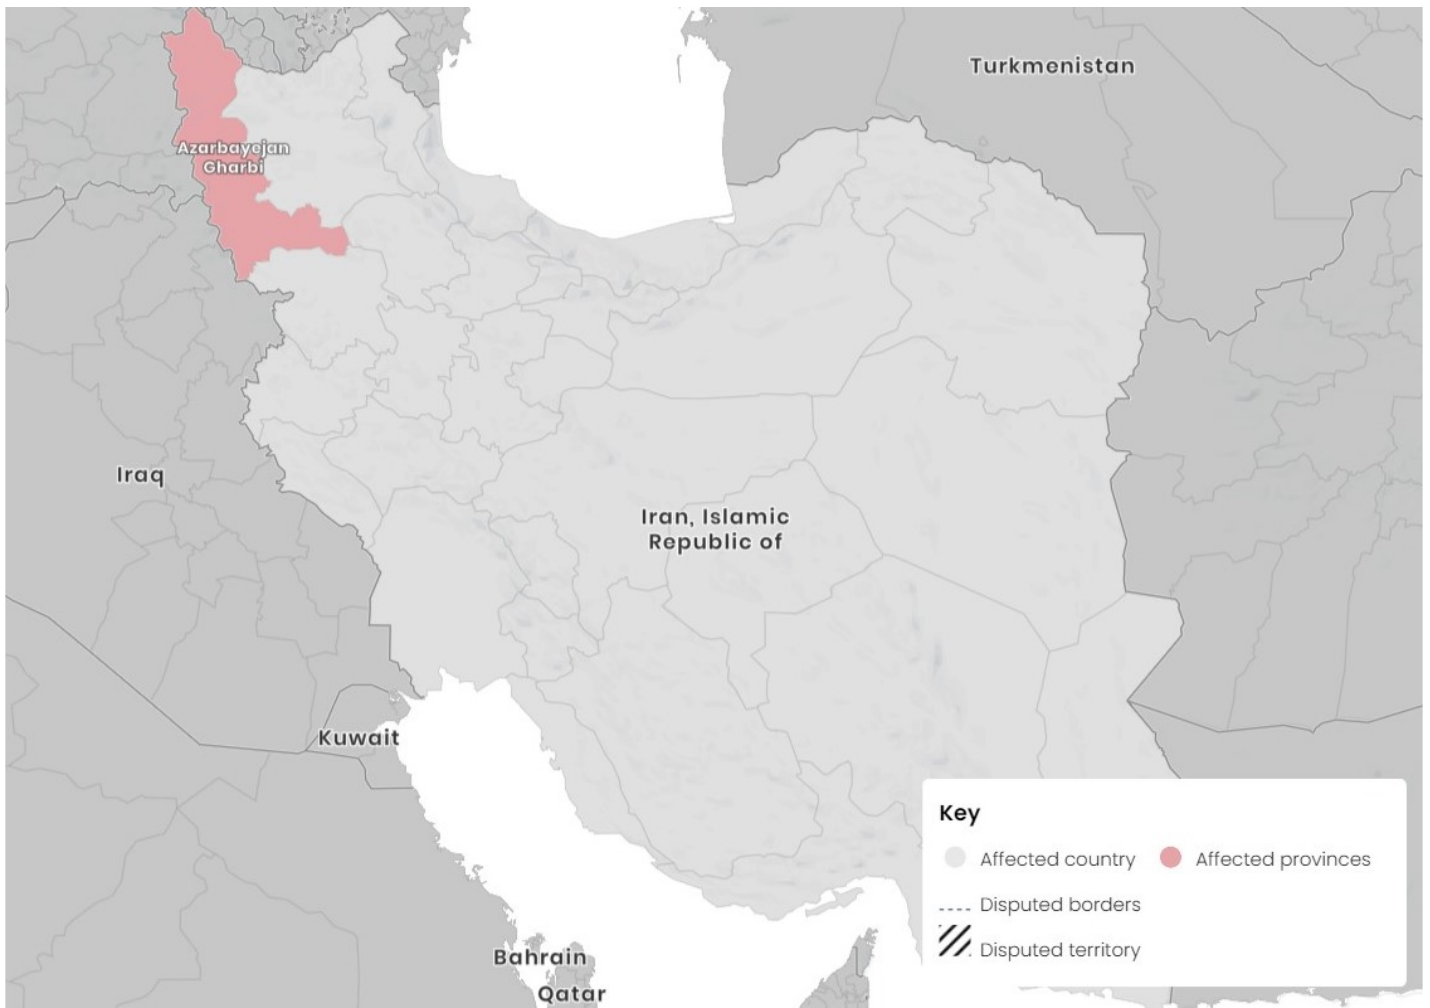 Turkmenistan
Azarbayejan
Gharbi
Iraq
Iran, Islamic
Republic of
Kuwait
Bahrain
Qatar
Key
Affected country
Affected provinces
Disputed borders
Disputed territory